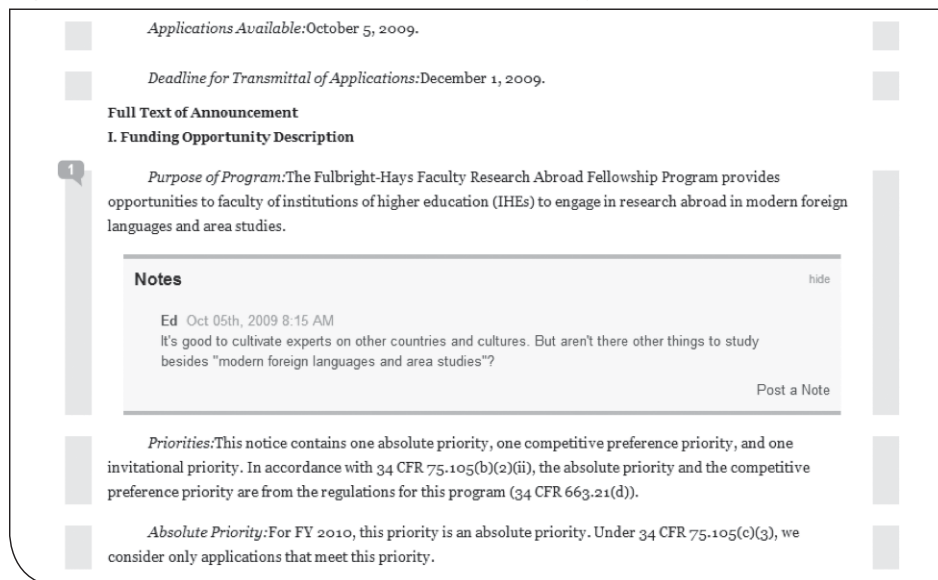 Applications Available:October 5, 2009.
Deadline for Transmittal of Applications:December 1, 2009.
Full Text of Announcement
I. Funding Opportunity Description
1
Purpose of Program:The Fulbright-Hays Faculty Research Abroad Fellowship Program provides
opportunities to faculty of institutions of higher education (IHEs) to engage in research abroad in modern foreign
languages and area studies.
Notes
hide
Ed Oct 05th, 2009 8:15 AM
It's good to cultivate experts on other countries and cultures. But aren't there other things to study
besides "modern foreign languages and area studies"?
Post a Note
Priorities:This notice contains one absolute priority, one competitive preference priority, and one
invitational priority. In accordance with 34 CFR 75.105(b)(2)(ii), the absolute priority and the competitive
preference priority are from the regulations for this program (34 CFR 663.21(d)).
Absolute Priority:For FY 2010, this priority is an absolute priority. Under 34 CFR 75.105(c)(3), we
consider only applications that meet this priority.